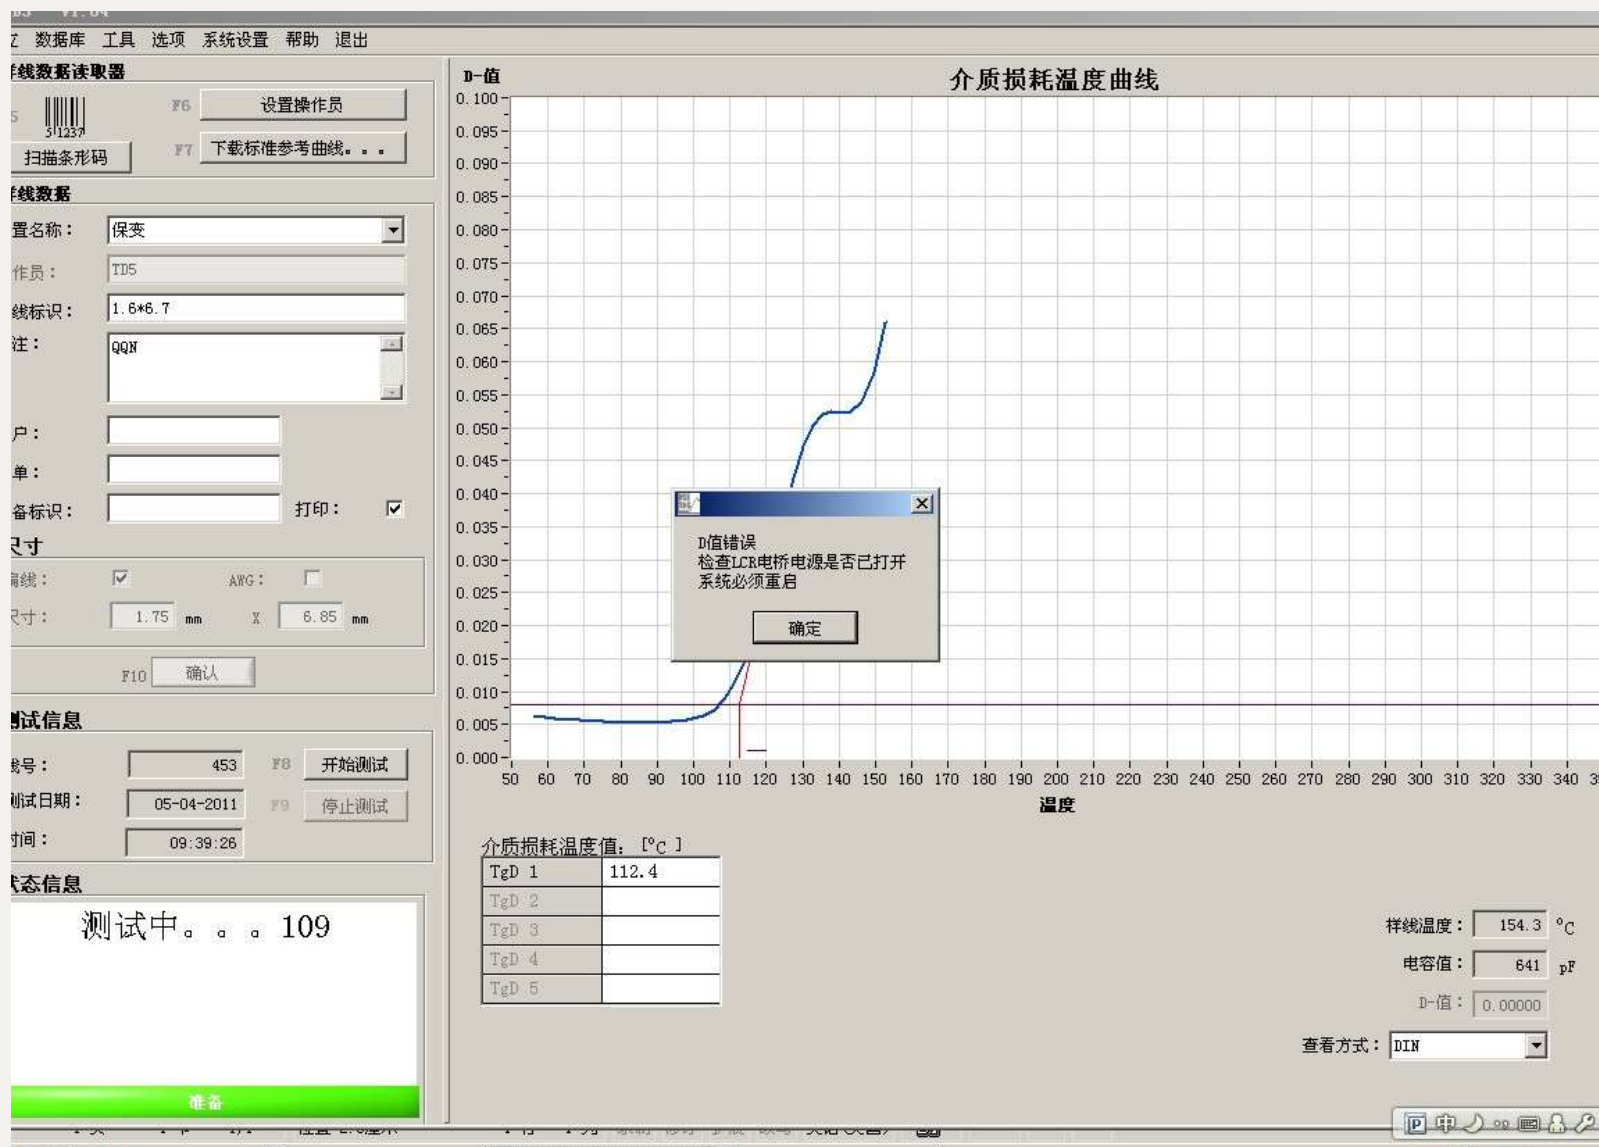 V1.04
数据库 工具 选项 系统设置 帮助 退出
线数据读取器
F6 设置操作员
51237
扫描条形码
F7 下载标准参考曲线。。。
线数据
置名称： 保变
作员： TD5
线标识： 1.6*6.7
注： QQN
户：
单：
备标识： 打印：
尺寸
扁线： AWG：
尺寸： 1.75 mm X 6.85 mm
F10 确认
测试信息
线号： 453 F8 开始测试
测试日期： 05-04-2011 F9 停止测试
时间： 09:39:26
状态信息
测试中。。。109
准备
D-值
介质损耗温度曲线
0.100
0.095
0.090
0.085
0.080
0.075
0.070
0.065
0.060
0.055
0.050
0.045
0.040
0.035
0.030
0.025
0.020
0.015
0.010
0.005
0.000
50 60 70 80 90 100 110 120 130 140 150 160 170 180 190 200 210 220 230 240 250 260 270 280 290 300 310 320 330 340
温度
D值错误
检查LCR电桥电源是否已打开
系统必须重启
确定
介质损耗温度值：[°C ]
TgD 1 112.4
TgD 2
TgD 3
TgD 4
TgD 5
样线温度： 154.3 °C
电容值： 641 pF
D-值： 0.00000
查看方式： DIN
P 中